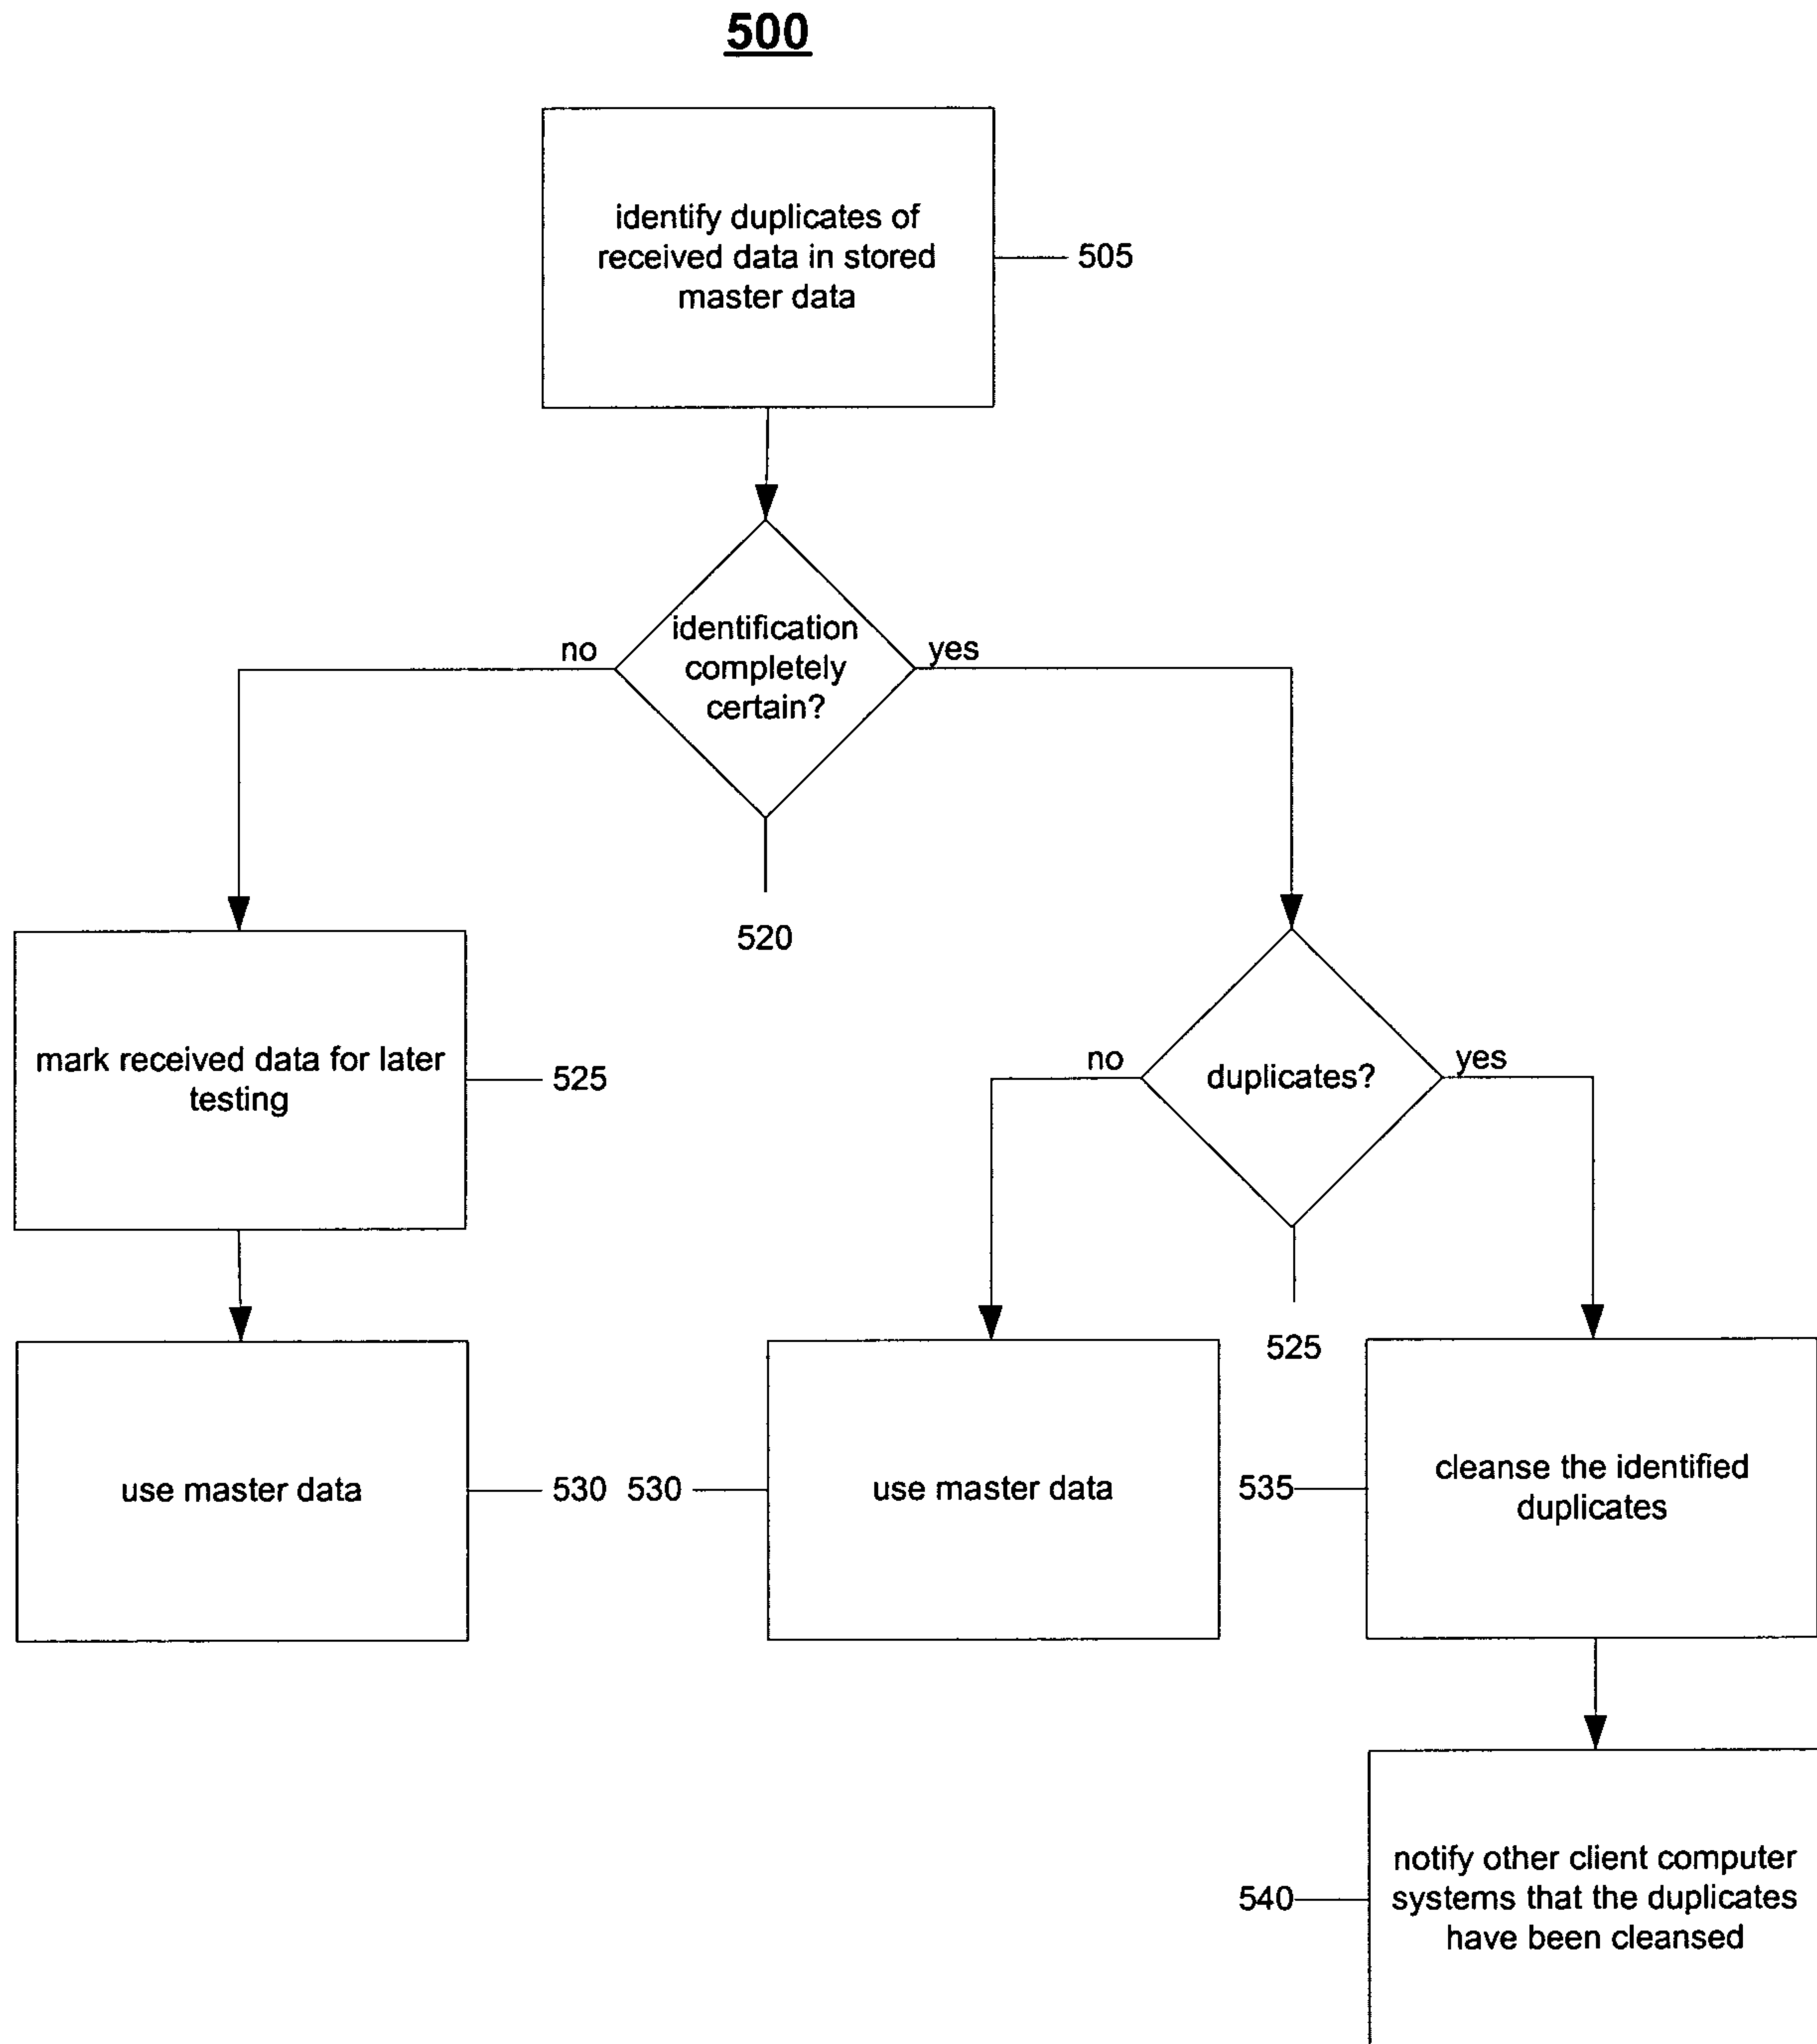 500
identify duplicates of
received data in stored
master data
505
identification
completely
certain?
no
yes
520
mark received data for later
testing
525
duplicates?
no
yes
525
use master data
530
530
use master data
535
cleanse the identified
duplicates
540
notify other client computer
systems that the duplicates
have been cleansed